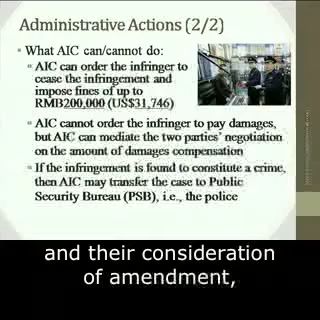 Administrative Actions (2/2)
• What AIC can/cannot do:
AIC can order the infringer to
cease the infringement and
impose fines of up to
RMB200,000 (US$31,746)
AIC cannot order the infringer to pay damages,
but AIC can mediate the two parties' negotiation
on the amount of damages compensation
If the infringement is found to constitute a crime,
then AIC may transfer the case to Public
Security Bureau (PSB), i.e., the police
and their consideration
of amendment,